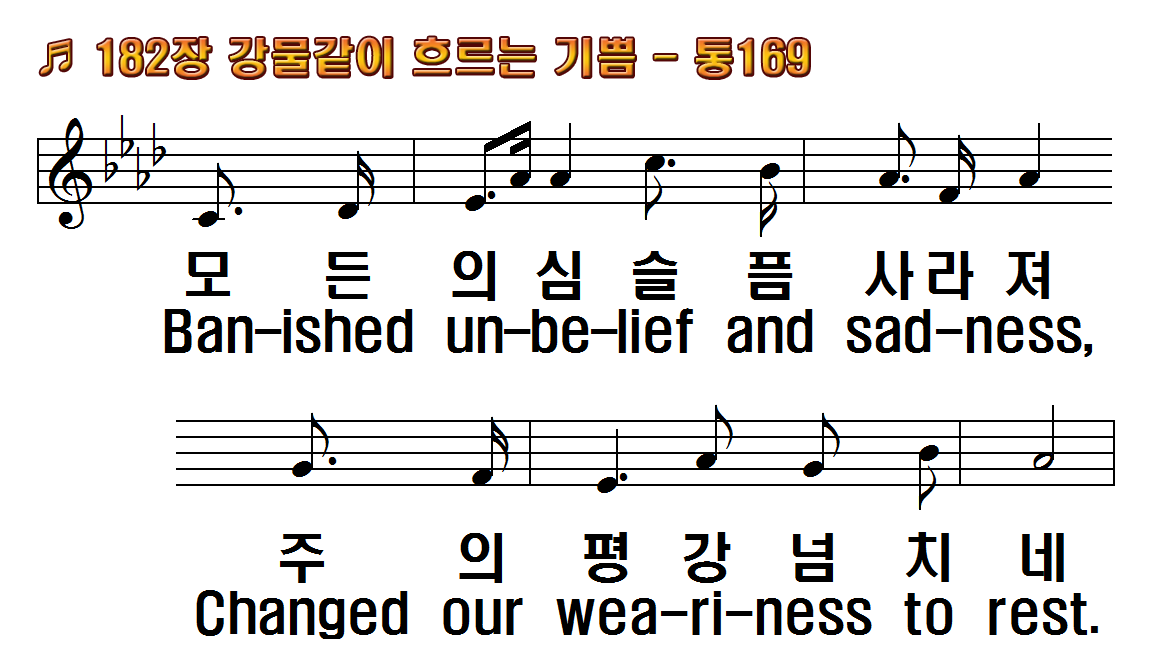 ♬ 182장 강물같이 흐르는 기쁨 - 통169
모 든 의 심 슬 픔 사 라 져
Ban-ished un-be-lief and sad-ness,
주 의 평 강 넘 치 네
Changed our wea-ri-ness to rest.